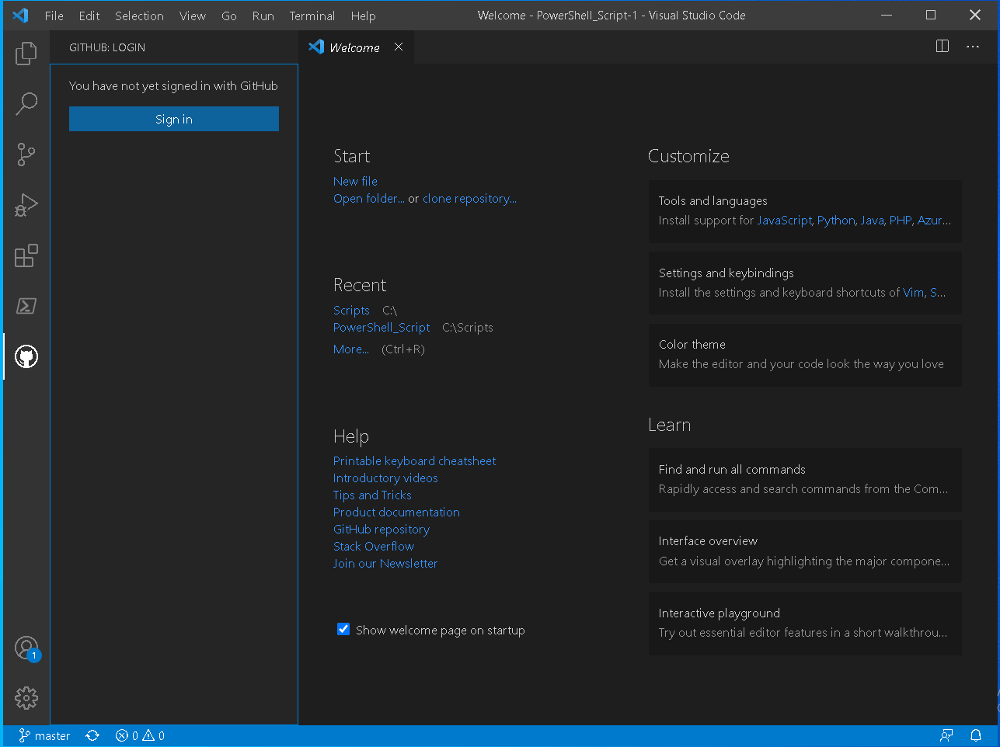 File Edit Selection View Go Run Terminal Help Welcome - PowerShell_Script-1 - Visual Studio Code
GITHUB: LOGIN
Welcome
You have not yet signed in with GitHub
Sign in
Start
New file
Open folder... or clone repository...
Recent
Scripts C:\
PowerShell_Script C:\Scripts
More... (Ctrl+R)
Help
Printable keyboard cheatsheet
Introductory videos
Tips and Tricks
Product documentation
GitHub repository
Stack Overflow
Join our Newsletter
Show welcome page on startup
Customize
Tools and languages
Install support for JavaScript, Python, Java, PHP, Azur...
Settings and keybindings
Install the settings and keyboard shortcuts of Vim, S...
Color theme
Make the editor and your code look the way you love
Learn
Find and run all commands
Rapidly access and search commands from the Com...
Interface overview
Get a visual overlay highlighting the major compone...
Interactive playground
Try out essential editor features in a short walkthrou...
1
master 0 0